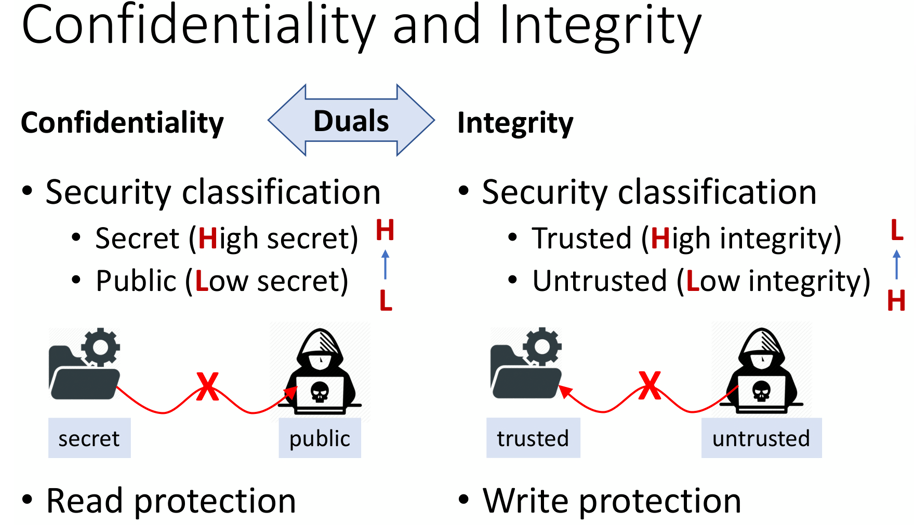 Confidentiality and Integrity
Duals
Confidentiality
• Security classification
• Secret (High secret)
• Public (Low secret)
H
L
secret
X
public
• Read protection
Integrity
• Security classification
• Trusted (High integrity)
• Untrusted (Low integrity)
L
H
trusted
X
untrusted
• Write protection